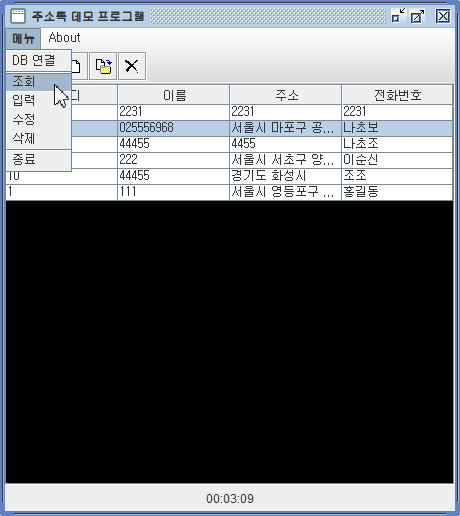 주소록 데모 프로그램
메뉴 About
DB 연결
조회
입력
수정
삭제
종료
디 이름 주소 전화번호
2231 2231 2231
025556968 서울시 마포구 공... 나초보
44455 4455 나초조
222 서울시 서초구 양... 이순신
10 44455 경기도 화성시 조조
1 111 서울시 영등포구 ... 홍길동
00:03:09